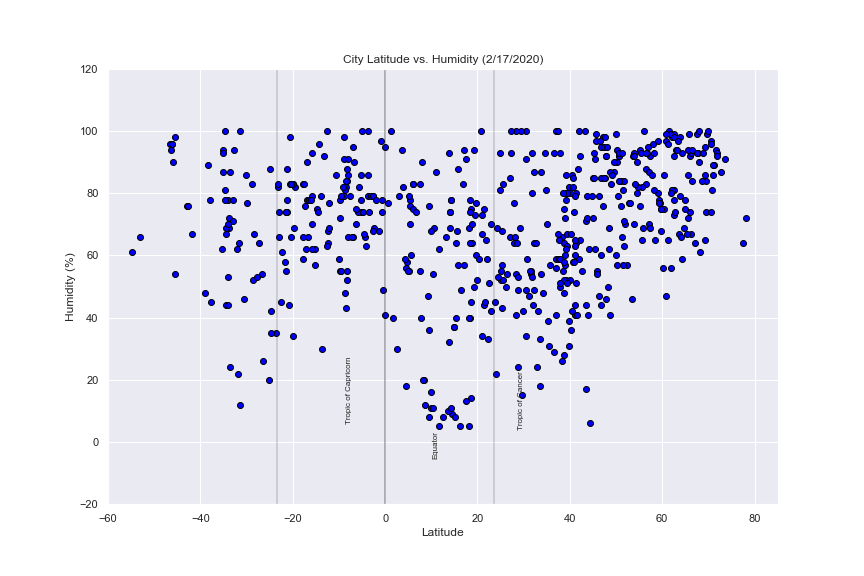 City Latitude vs. Humidity (2/17/2020)
120
100
80
60
40
20
0
−20
Humidity (%)
Tropic of Capricorn
Equator
Tropic of Cancer
−60 −40 −20 0 20 40 60 80
Latitude